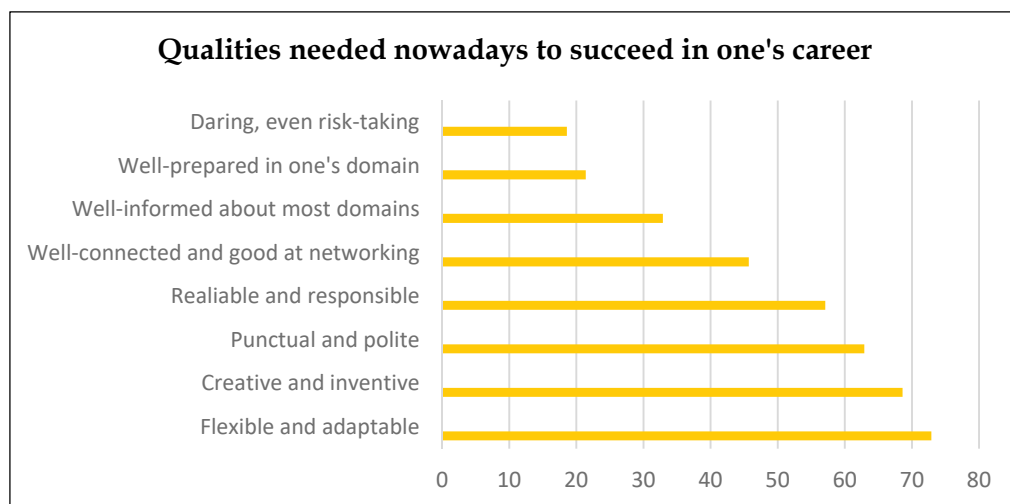 Qualities needed nowadays to succeed in one's career
Daring, even risk-taking
Well-prepared in one's domain
Well-informed about most domains
Well-connected and good at networking
Realiable and responsible
Punctual and polite
Creative and inventive
Flexible and adaptable
0 10 20 30 40 50 60 70 80